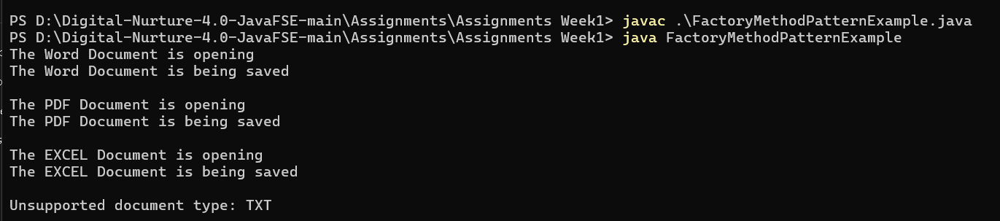 PS D:\Digital-Nurture-4.0-JavaFSE-main\Assignments\Assignments Week1> javac .\FactoryMethodPatternExample.java
PS D:\Digital-Nurture-4.0-JavaFSE-main\Assignments\Assignments Week1> java FactoryMethodPatternExample
The Word Document is opening
The Word Document is being saved
The PDF Document is opening
The PDF Document is being saved
The EXCEL Document is opening
The EXCEL Document is being saved
Unsupported document type: TXT